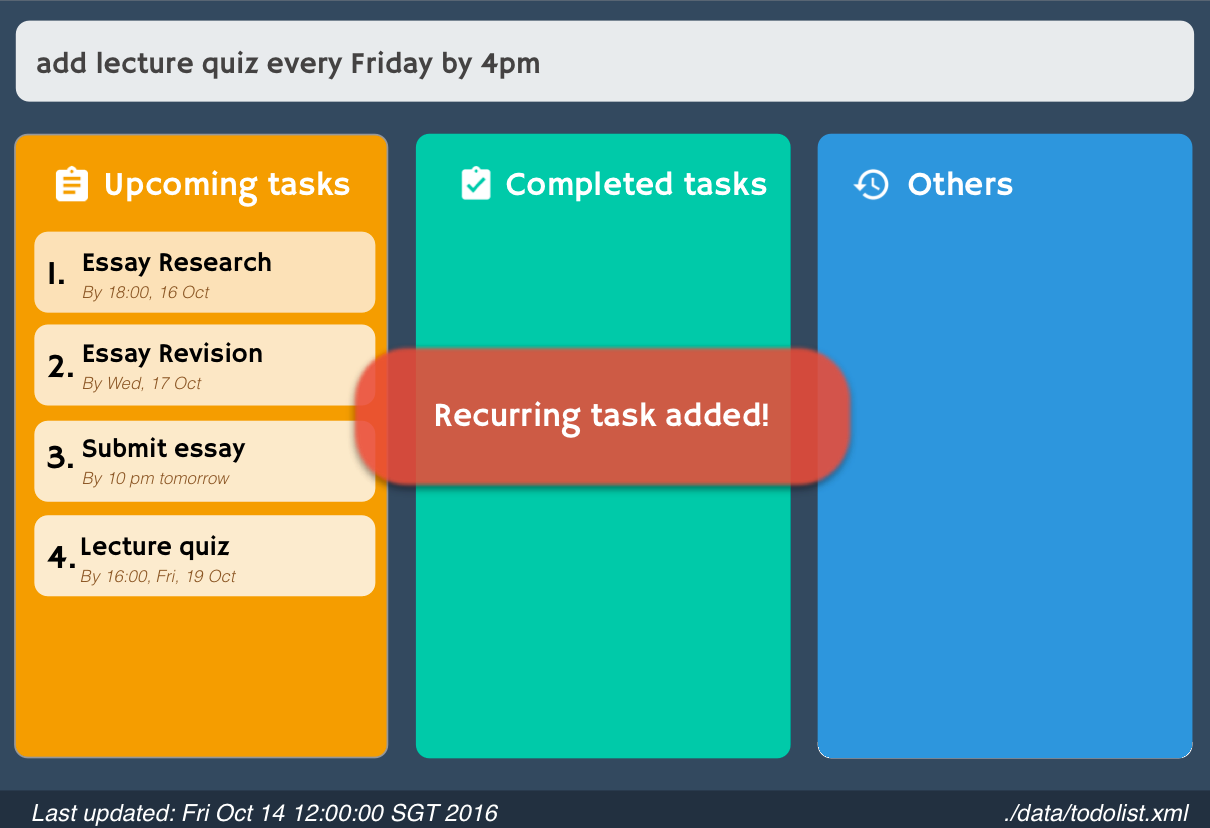 add lecture quiz every Friday by 4pm
Upcoming tasks
1. Essay Research
By 18:00, 16 Oct
2. Essay Revision
By Wed, 17 Oct
3. Submit essay
By 10 pm tomorrow
4. Lecture quiz
By 16:00, Fri, 19 Oct
Completed tasks
Others
Recurring task added!
Last updated: Fri Oct 14 12:00:00 SGT 2016
./data/todolist.xml